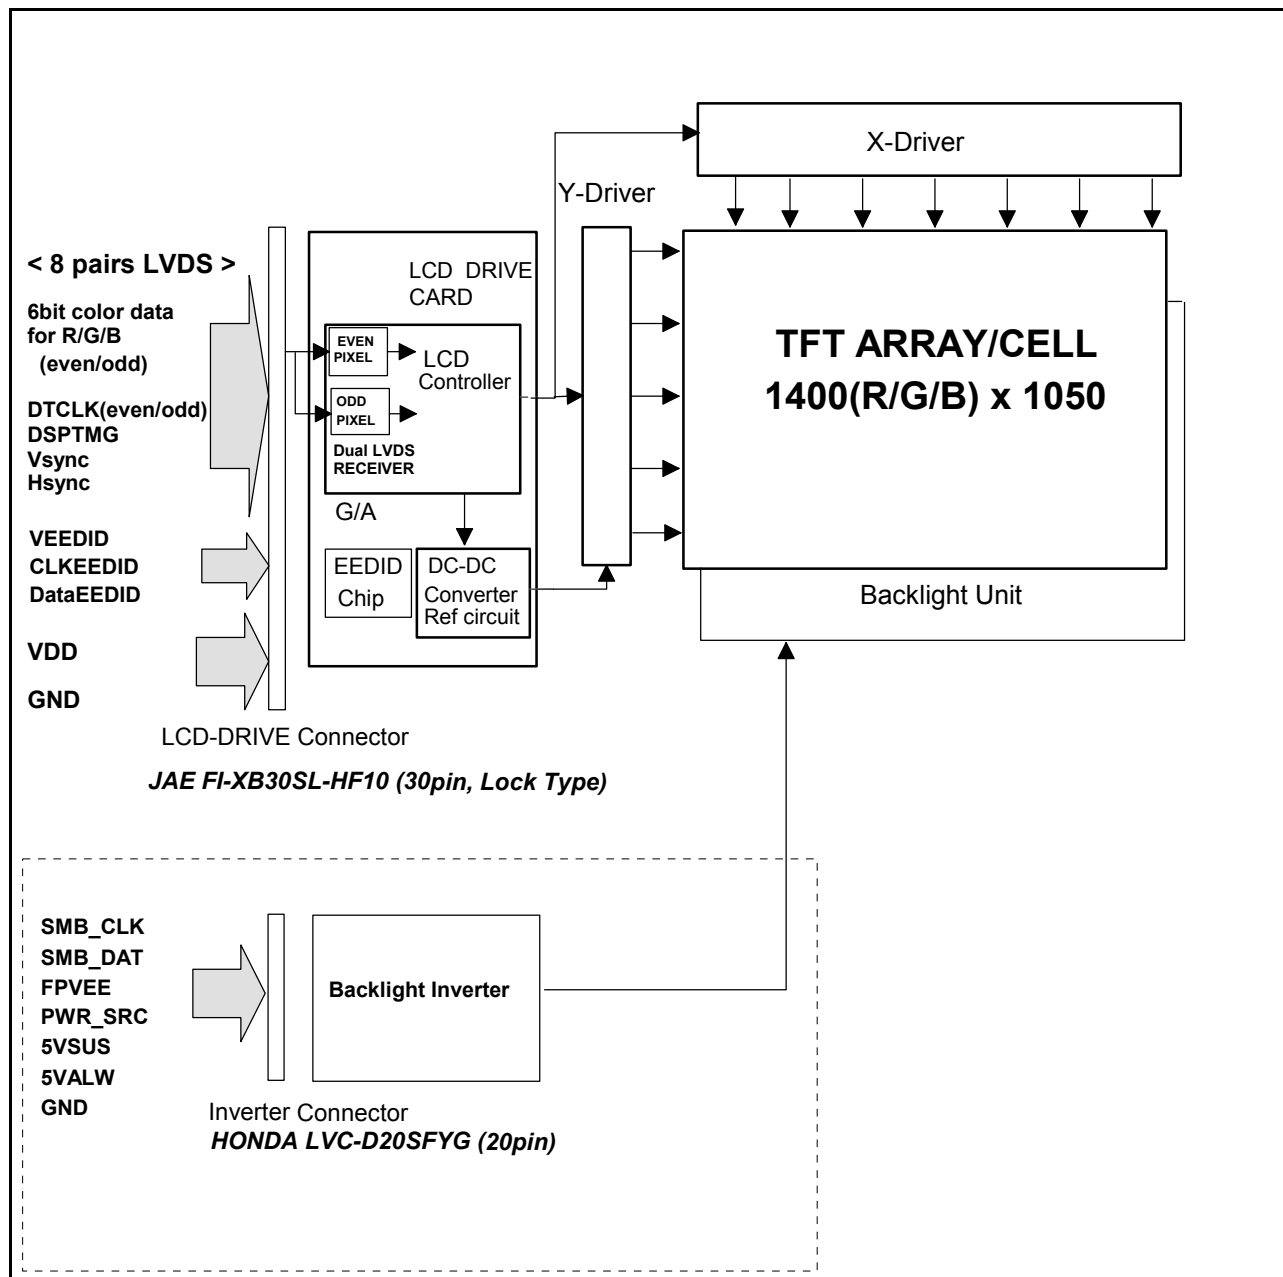 X-Driver
Y-Driver
< 8 pairs LVDS >
6bit color data
for R/G/B
(even/odd)
DTCLK(even/odd)
DSPTMG
Vsync
Hsync
VEEDID
CLKEEDID
DataEEDID
VDD
GND
LCD DRIVE
CARD
EVEN
PIXEL
LCD
Controller
ODD
PIXEL
Dual LVDS
RECEIVER
G/A
EEDID
Chip
DC-DC
Converter
Ref circuit
TFT ARRAY/CELL
1400(R/G/B) x 1050
Backlight Unit
LCD-DRIVE Connector
JAE FI-XB30SL-HF10 (30pin, Lock Type)
SMB_CLK
SMB_DAT
FPVEE
PWR_SRC
5VSUS
5VALW
GND
Backlight Inverter
Inverter Connector
HONDA LVC-D20SFYG (20pin)